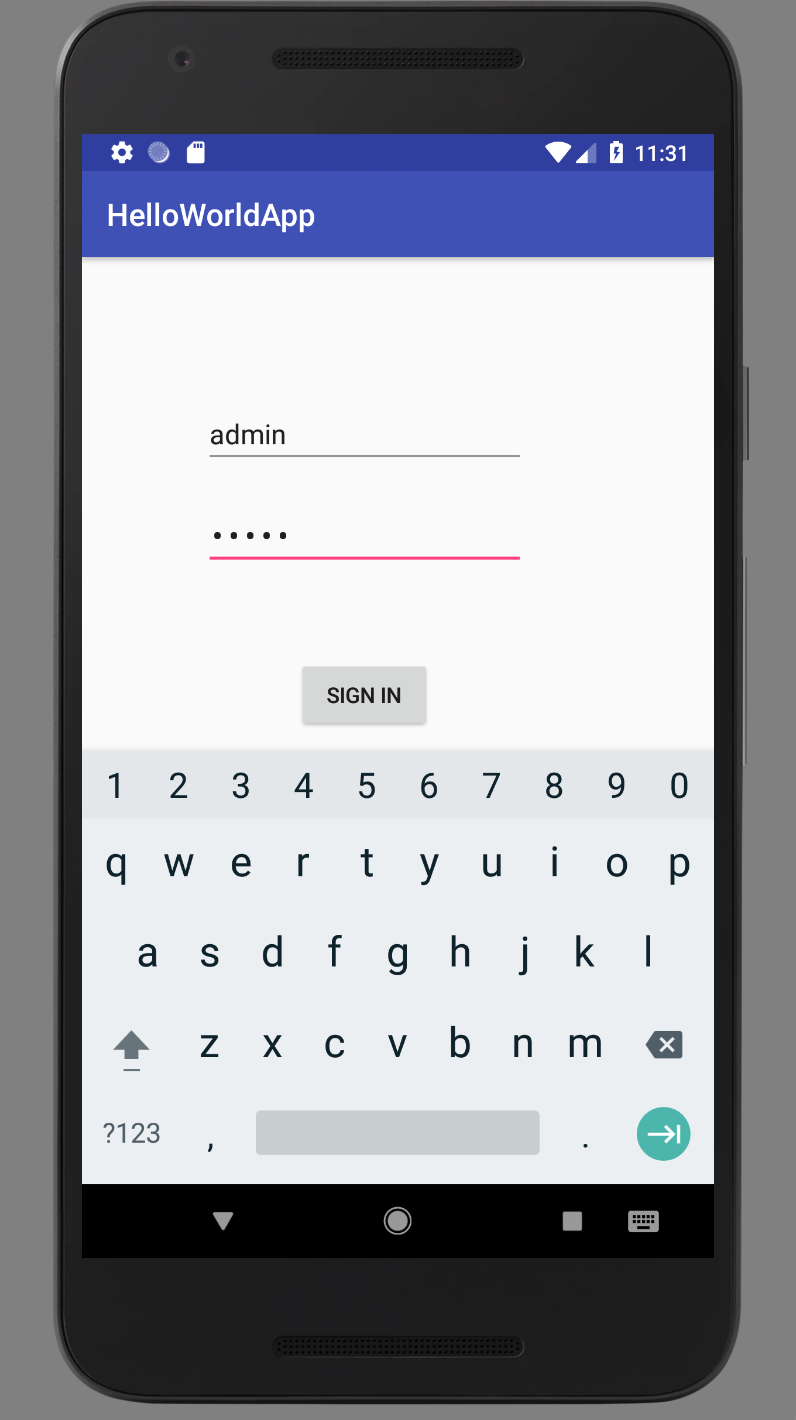 11:31
HelloWorldApp
admin
•••••
SIGN IN
1 2 3 4 5 6 7 8 9 0
q w e r t y u i o p
a s d f g h j k l
z x c v b n m
?123 , .